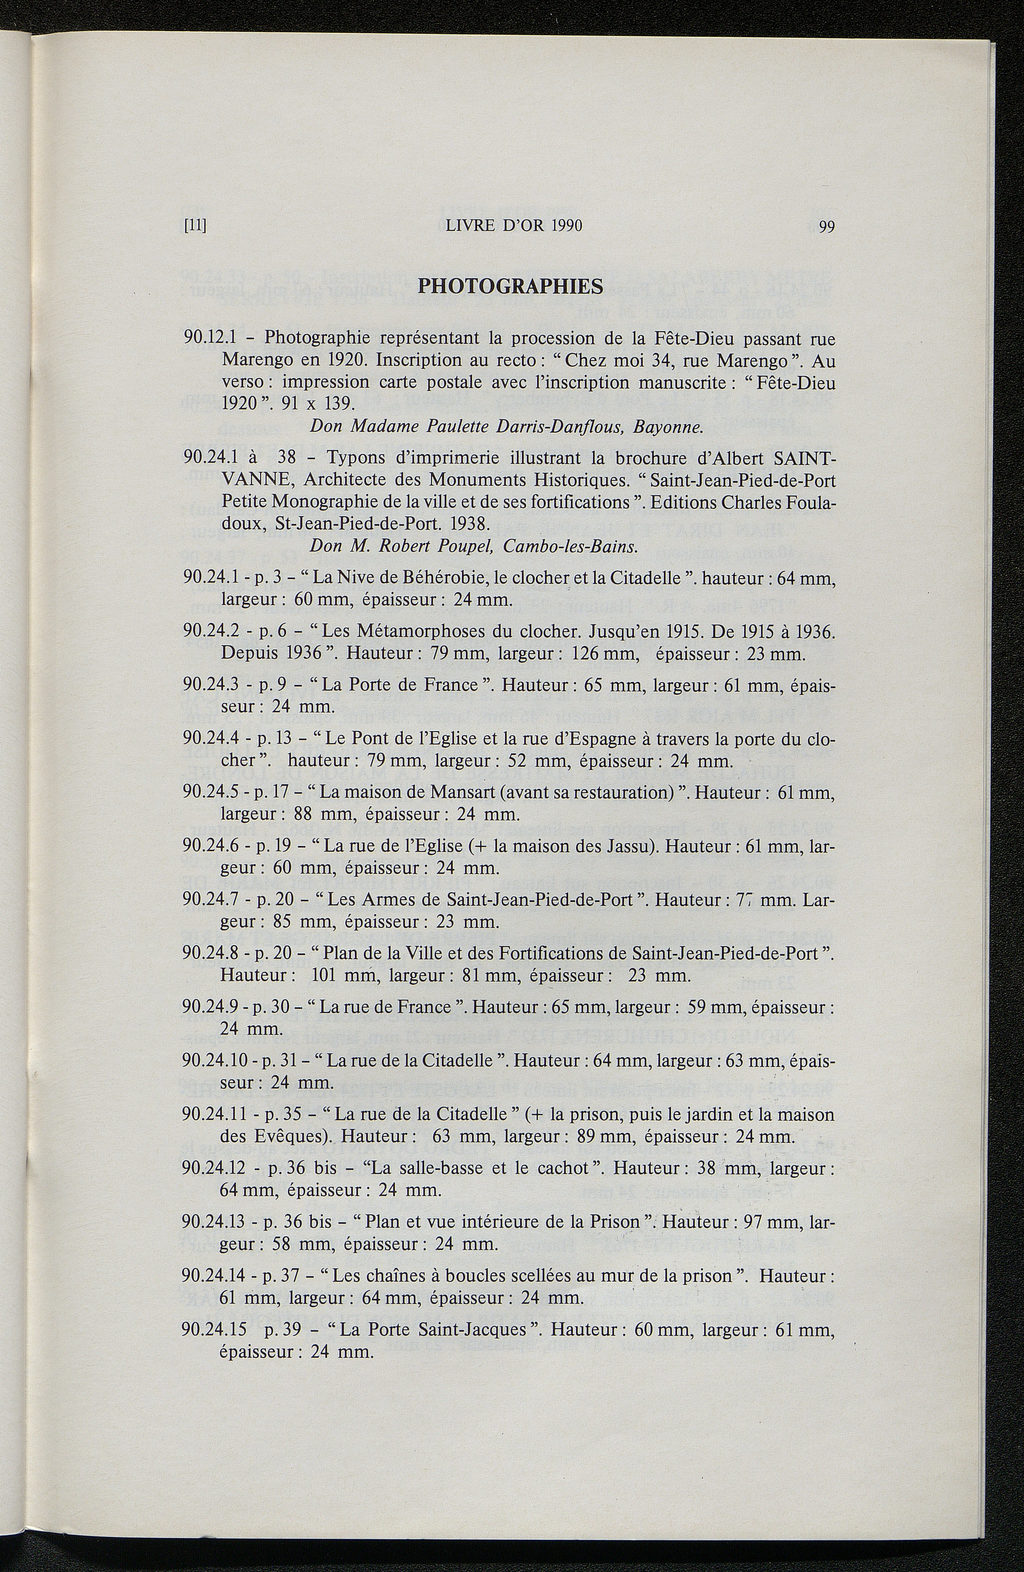 [11] LIVRE D'OR 1990 99
PHOTOGRAPHIES
90.12.1 – Photographie représentant la procession de la Fête-Dieu passant rue
Marengo en 1920. Inscription au recto : “ Chez moi 34, rue Marengo ”. Au
verso : impression carte postale avec l'inscription manuscrite : “ Fête-Dieu
1920 ”. 91 x 139.
Don Madame Paulette Darris-Danflous, Bayonne.
90.24.1 à 38 – Typons d'imprimerie illustrant la brochure d'Albert SAINT-
VANNE, Architecte des Monuments Historiques. “ Saint-Jean-Pied-de-Port
Petite Monographie de la ville et de ses fortifications ”. Editions Charles Foula-
doux, St-Jean-Pied-de-Port. 1938.
Don M. Robert Poupel, Cambo-les-Bains.
90.24.1 - p. 3 – “ La Nive de Béhérobie, le clocher et la Citadelle ”. hauteur : 64 mm,
largeur : 60 mm, épaisseur : 24 mm.
90.24.2 - p. 6 – “ Les Métamorphoses du clocher. Jusqu'en 1915. De 1915 à 1936.
Depuis 1936 ”. Hauteur : 79 mm, largeur : 126 mm, épaisseur : 23 mm.
90.24.3 - p. 9 – “ La Porte de France ”. Hauteur : 65 mm, largeur : 61 mm, épais-
seur : 24 mm.
90.24.4 - p. 13 – “ Le Pont de l'Eglise et la rue d'Espagne à travers la porte du clo-
cher ”. hauteur : 79 mm, largeur : 52 mm, épaisseur : 24 mm.
90.24.5 - p. 17 – “ La maison de Mansart (avant sa restauration) ”. Hauteur : 61 mm,
largeur : 88 mm, épaisseur : 24 mm.
90.24.6 - p. 19 – “ La rue de l'Eglise (+ la maison des Jassu). Hauteur : 61 mm, lar-
geur : 60 mm, épaisseur : 24 mm.
90.24.7 - p. 20 – “ Les Armes de Saint-Jean-Pied-de-Port ”. Hauteur : 77 mm. Lar-
geur : 85 mm, épaisseur : 23 mm.
90.24.8 - p. 20 – “ Plan de la Ville et des Fortifications de Saint-Jean-Pied-de-Port ”.
Hauteur : 101 mm, largeur : 81 mm, épaisseur : 23 mm.
90.24.9 - p. 30 – “ La rue de France ”. Hauteur : 65 mm, largeur : 59 mm, épaisseur :
24 mm.
90.24.10 - p. 31 – “ La rue de la Citadelle ”. Hauteur : 64 mm, largeur : 63 mm, épais-
seur : 24 mm.
90.24.11 - p. 35 – “ La rue de la Citadelle ” (+ la prison, puis le jardin et la maison
des Evêques). Hauteur : 63 mm, largeur : 89 mm, épaisseur : 24 mm.
90.24.12 - p. 36 bis – “La salle-basse et le cachot ”. Hauteur : 38 mm, largeur :
64 mm, épaisseur : 24 mm.
90.24.13 - p. 36 bis – “ Plan et vue intérieure de la Prison ”. Hauteur : 97 mm, lar-
geur : 58 mm, épaisseur : 24 mm.
90.24.14 - p. 37 – “ Les chaînes à boucles scellées au mur de la prison ”. Hauteur :
61 mm, largeur : 64 mm, épaisseur : 24 mm.
90.24.15 p. 39 – “ La Porte Saint-Jacques ”. Hauteur : 60 mm, largeur : 61 mm,
épaisseur : 24 mm.